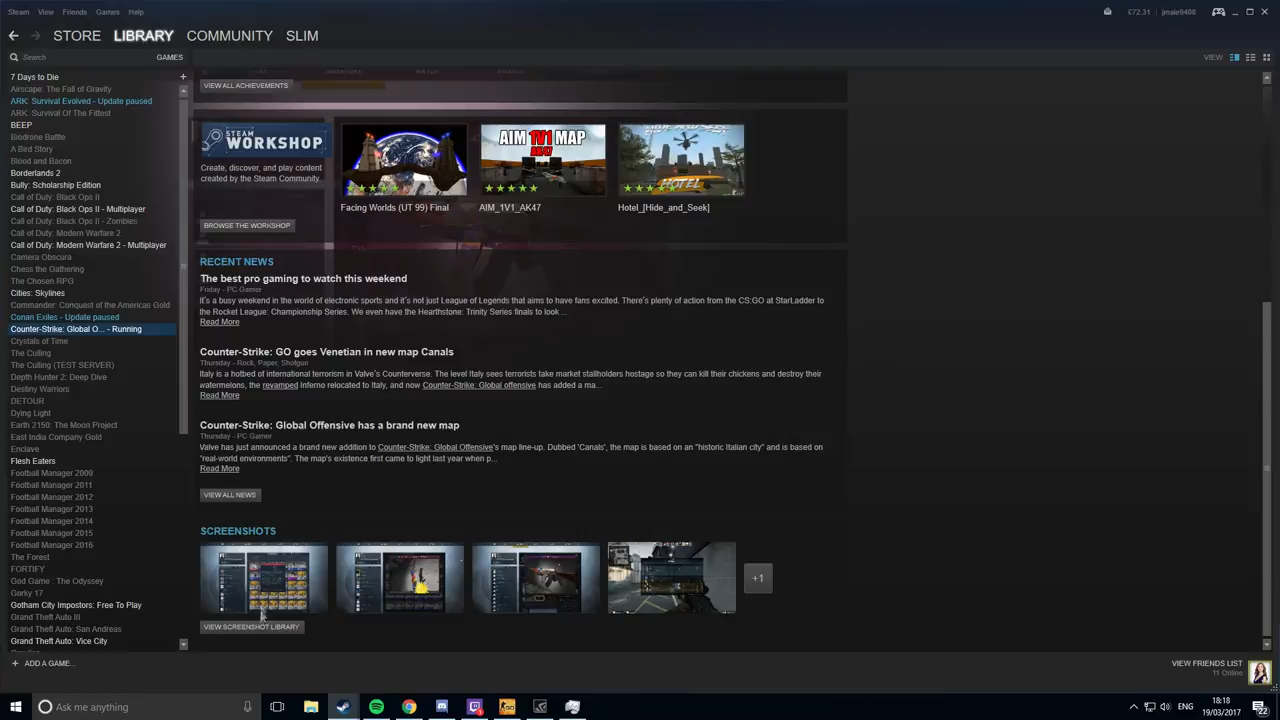 Steam View Friends Games Help
£72.31 jmaie9408
STORE LIBRARY COMMUNITY SLIM
Search GAMES
VIEW
7 Days to Die +
Airscape: The Fall of Gravity
ARK: Survival Evolved - Update paused
ARK: Survival Of The Fittest
BEEP
Biodrone Battle
A Bird Story
Blood and Bacon
Borderlands 2
Bully: Scholarship Edition
Call of Duty: Black Ops II
Call of Duty: Black Ops II - Multiplayer
Call of Duty: Black Ops II - Zombies
Call of Duty: Modern Warfare 2
Call of Duty: Modern Warfare 2 - Multiplayer
Camera Obscura
Chess the Gathering
The Chosen RPG
Cities: Skylines
Commander: Conquest of the Americas Gold
Conan Exiles - Update paused
Counter-Strike: Global O... - Running
Crystals of Time
The Culling
The Culling (TEST SERVER)
Depth Hunter 2: Deep Dive
Destiny Warriors
DETOUR
Dying Light
Earth 2150: The Moon Project
East India Company Gold
Enclave
Flesh Eaters
Football Manager 2009
Football Manager 2011
Football Manager 2012
Football Manager 2013
Football Manager 2014
Football Manager 2015
Football Manager 2016
The Forest
FORTIFY
God Game : The Odyssey
Gorky 17
Gotham City Impostors: Free To Play
Grand Theft Auto III
Grand Theft Auto: San Andreas
Grand Theft Auto: Vice City
+ ADD A GAME...
VIEW ALL ACHIEVEMENTS
STEAM
WORKSHOP
Create, discover, and play content
created by the Steam Community.
BROWSE THE WORKSHOP
AIM 1V1 MAP
AK47
HOTEL
Facing Worlds (UT 99) Final
AIM_1V1_AK47
Hotel_[Hide_and_Seek]
RECENT NEWS
The best pro gaming to watch this weekend
Friday - PC Gamer
It's a busy weekend in the world of electronic sports and it's not just League of Legends that aims to have fans excited. There's plenty of action from the CS:GO at StarLadder to
the Rocket League: Championship Series. We even have the Hearthstone: Trinity Series finals to look ...
Read More
Counter-Strike: GO goes Venetian in new map Canals
Thursday - Rock, Paper, Shotgun
Italy is a hotbed of international terrorism in Valve's Counterverse. The level Italy sees terrorists take market stallholders hostage so they can kill their chickens and destroy their
watermelons, the revamped Inferno relocated to Italy, and now Counter-Strike: Global offensive has added a ma...
Read More
Counter-Strike: Global Offensive has a brand new map
Thursday - PC Gamer
Valve has just announced a brand new addition to Counter-Strike: Global Offensive's map line-up. Dubbed 'Canals', the map is based on an "historic Italian city" and is based on
"real-world environments". The map's existence first came to light last year when p...
Read More
VIEW ALL NEWS
SCREENSHOTS
+1
VIEW SCREENSHOT LIBRARY
VIEW FRIENDS LIST
11 Online
Ask me anything
ENG
18:18
19/03/2017
22